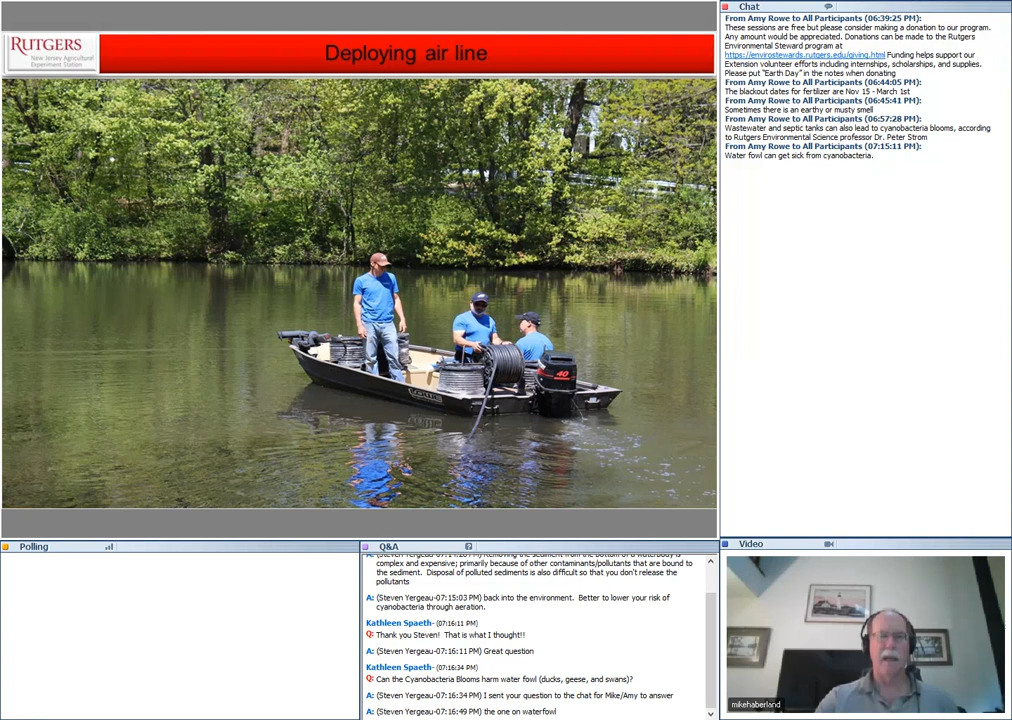 RUTGERS
New Jersey Agricultural
Experiment Station
Deploying air line
40
Chat
From Amy Rowe to All Participants (06:39:25 PM):
These sessions are free but please consider making a donation to our program.
Any amount would be appreciated. Donations can be made to the Rutgers
Environmental Steward program at
https://envirostewards.rutgers.edu/giving.html Funding helps support our
Extension volunteer efforts including internships, scholarships, and supplies.
Please put "Earth Day" in the notes when donating
From Amy Rowe to All Participants (06:44:05 PM):
The blackout dates for fertilizer are Nov 15 - March 1st
From Amy Rowe to All Participants (06:45:41 PM):
Sometimes there is an earthy or musty smell
From Amy Rowe to All Participants (06:57:28 PM):
Wastewater and septic tanks can also lead to cyanobacteria blooms, according
to Rutgers Environmental Science professor Dr. Peter Strom
From Amy Rowe to All Participants (07:15:11 PM):
Water fowl can get sick from cyanobacteria.
Polling
Q&A
A: (Steven Yergeau- PM) Removing the sediment from the bottom of a waterbody is
complex and expensive; primarily because of other contaminants/pollutants that are bound to
the sediment. Disposal of polluted sediments is also difficult so that you don't release the
pollutants
A: (Steven Yergeau-07:15:03 PM) back into the environment. Better to lower your risk of
cyanobacteria through aeration.
Kathleen Spaeth- (07:16:11 PM)
Q: Thank you Steven! That is what I thought!!
A: (Steven Yergeau-07:16:11 PM) Great question
Kathleen Spaeth- (07:16:34 PM)
Q: Can the Cyanobacteria Blooms harm water fowl (ducks, geese, and swans)?
A: (Steven Yergeau-07:16:34 PM) I sent your question to the chat for Mike/Amy to answer
A: (Steven Yergeau-07:16:49 PM) the one on waterfowl
Video
mikehaberland